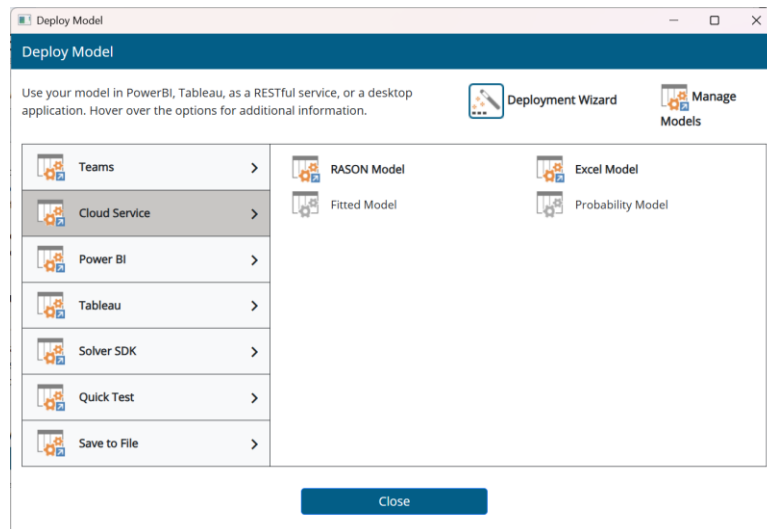 Deploy Model
Deploy Model
Use your model in PowerBI, Tableau, as a RESTful service, or a desktop
application. Hover over the options for additional information.
Deployment Wizard
Manage
Models
Teams
RASON Model
Excel Model
Cloud Service
Fitted Model
Probability Model
Power BI
Tableau
Solver SDK
Quick Test
Save to File
Close